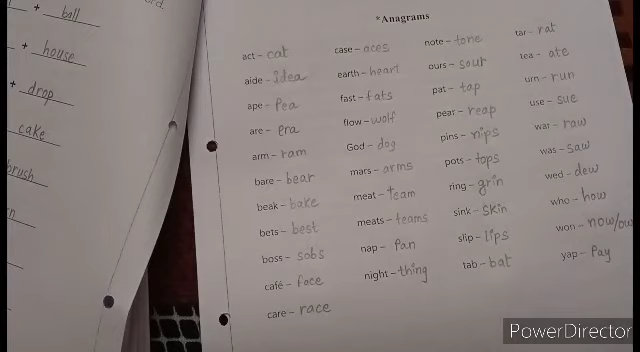 + ball
+ house
+ drop
cake
brush
*Anagrams
act – cat
aide – idea
ape – Pea
are – era
arm – ram
bare – bear
beak – bake
bets – best
boss – sobs
café – face
care – race
case – aces
earth – heart
fast – fats
flow – wolf
God – dog
mars – arms
meat – team
meats – teams
nap – Pan
night – thing
note – tone
ours – sour
pat – tap
pear – reap
pins – nips
pots – tops
ring – grin
sink – skin
slip – lips
tab – bat
tar – rat
tea – ate
urn – run
use – sue
war – raw
was – saw
wed – dew
who – how
won – now/ow
yap – Pay
PowerDirector